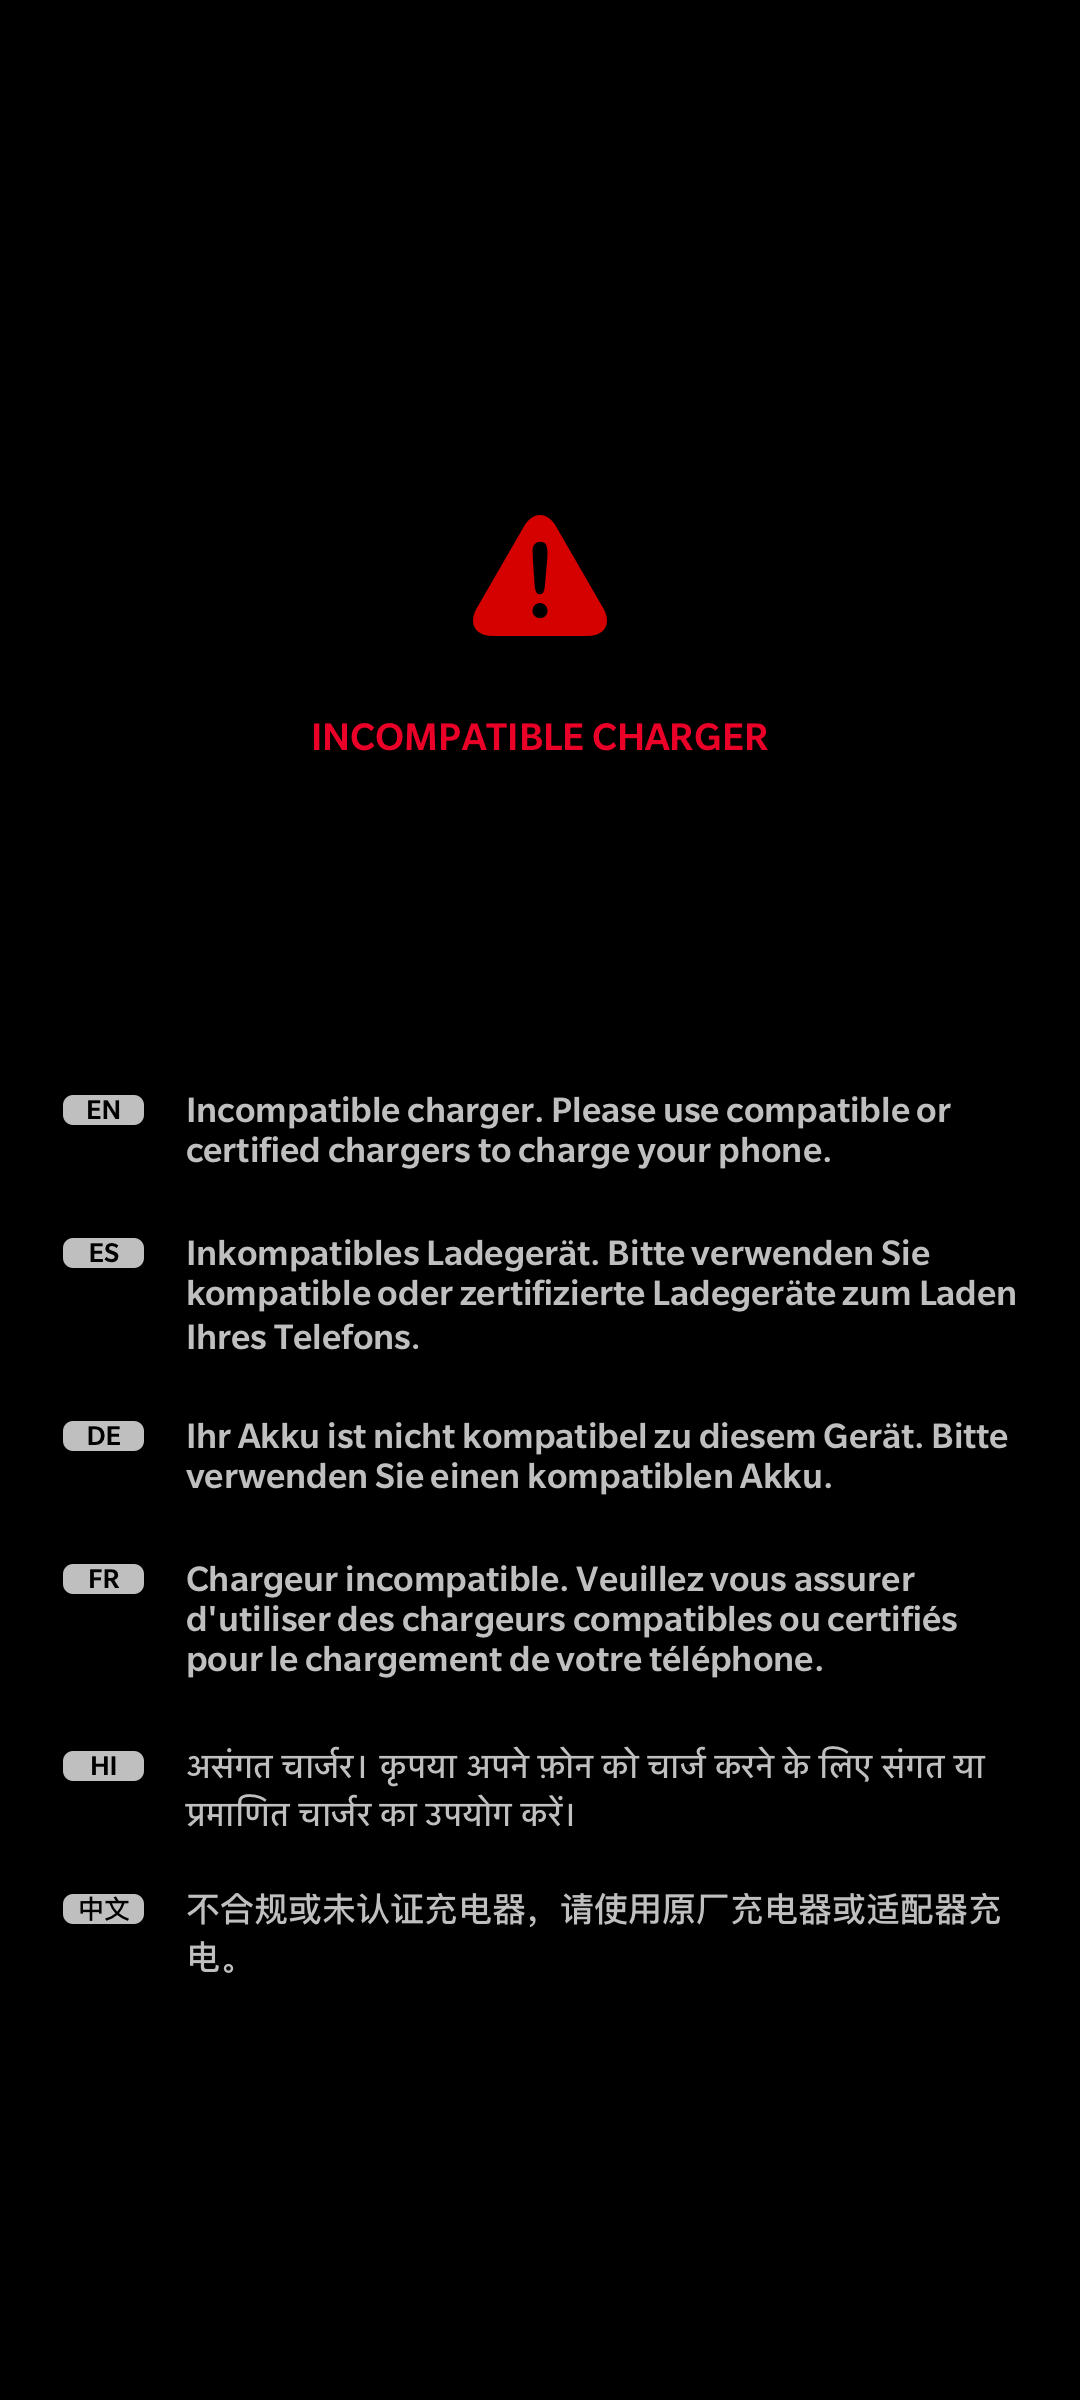 INCOMPATIBLE CHARGER
EN
Incompatible charger. Please use compatible or
certified chargers to charge your phone.
ES
Inkompatibles Ladegerät. Bitte verwenden Sie
kompatible oder zertifizierte Ladegeräte zum Laden
Ihres Telefons.
DE
Ihr Akku ist nicht kompatibel zu diesem Gerät. Bitte
verwenden Sie einen kompatiblen Akku.
FR
Chargeur incompatible. Veuillez vous assurer
d'utiliser des chargeurs compatibles ou certifiés
pour le chargement de votre téléphone.
HI
असंगत चार्जर। कृपया अपने फ़ोन को चार्ज करने के लिए संगत या
प्रमाणित चार्जर का उपयोग करें।
中文
不合规或未认证充电器，请使用原厂充电器或适配器充
电。